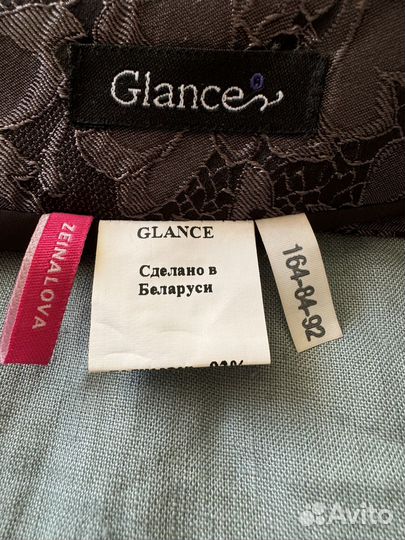 Glance
®
ZEINALOVA
GLANCE
Сделано в
Беларуси
164-84-92
Avito